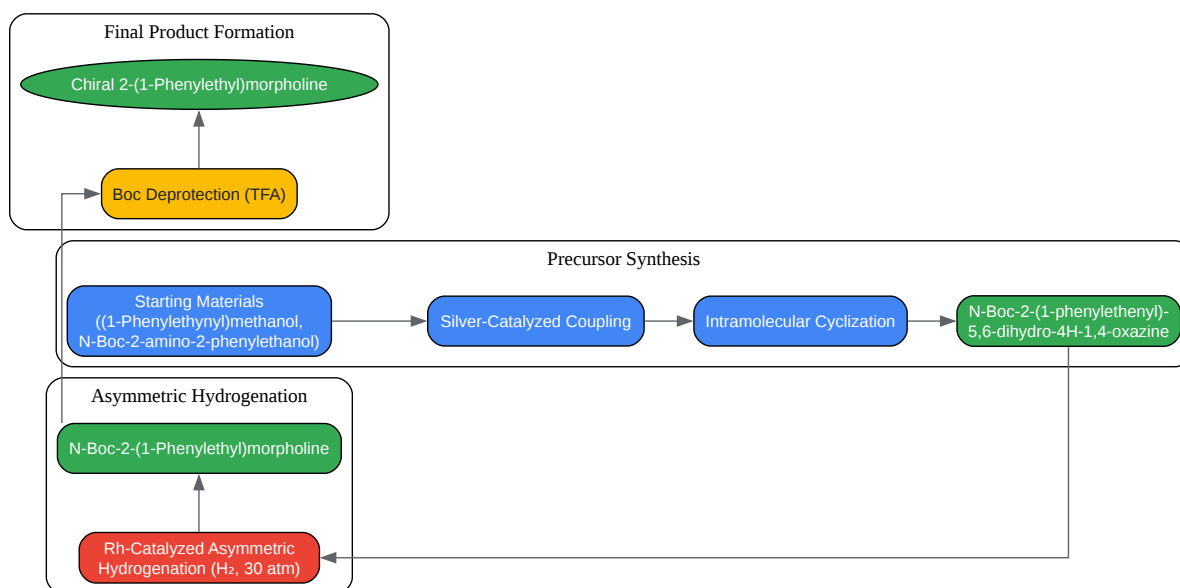 Final Product Formation
Chiral 2-(1-Phenylethyl)morpholine
Boc Deprotection (TFA)
Precursor Synthesis
Starting Materials
((1-Phenylethynyl)methanol,
N-Boc-2-amino-2-phenylethanol)
Silver-Catalyzed Coupling
Intramolecular Cyclization
N-Boc-2-(1-phenylethenyl)-
5,6-dihydro-4H-1,4-oxazine
Asymmetric Hydrogenation
N-Boc-2-(1-Phenylethyl)morpholine
Rh-Catalyzed Asymmetric
Hydrogenation (H₂, 30 atm)